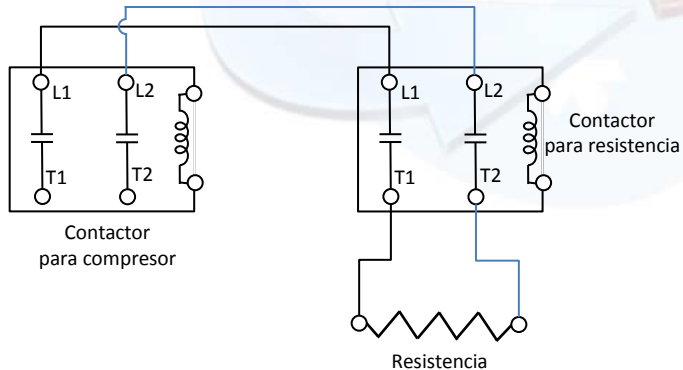 L1
L2
T1
T2
Contactor
para compresor
L1
L2
T1
T2
Contactor
para resistencia
Resistencia